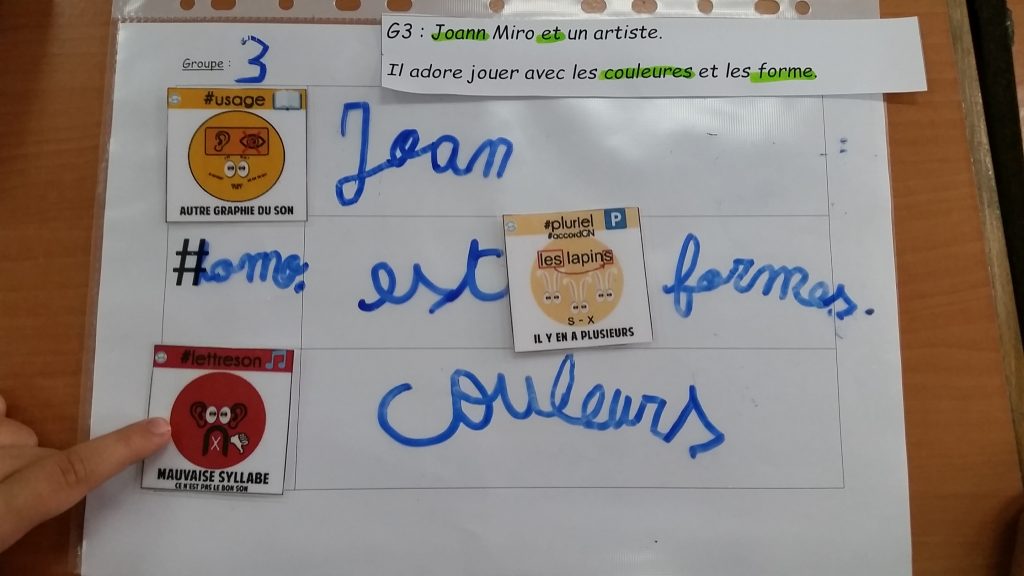 G3 : Joann Miro et un artiste.
Il adore jouer avec les couleures et les forme.
Groupe : 3
#usage
AUTRE GRAPHIE DU SON
Joan
#omo.
est
#pluriel P
#accordGN
les lapins
s - x
IL Y EN A PLUSIEURS
formes.
#lettreson
X
MAUVAISE SYLLABE
CE N'EST PAS LE BON SON
couleurs